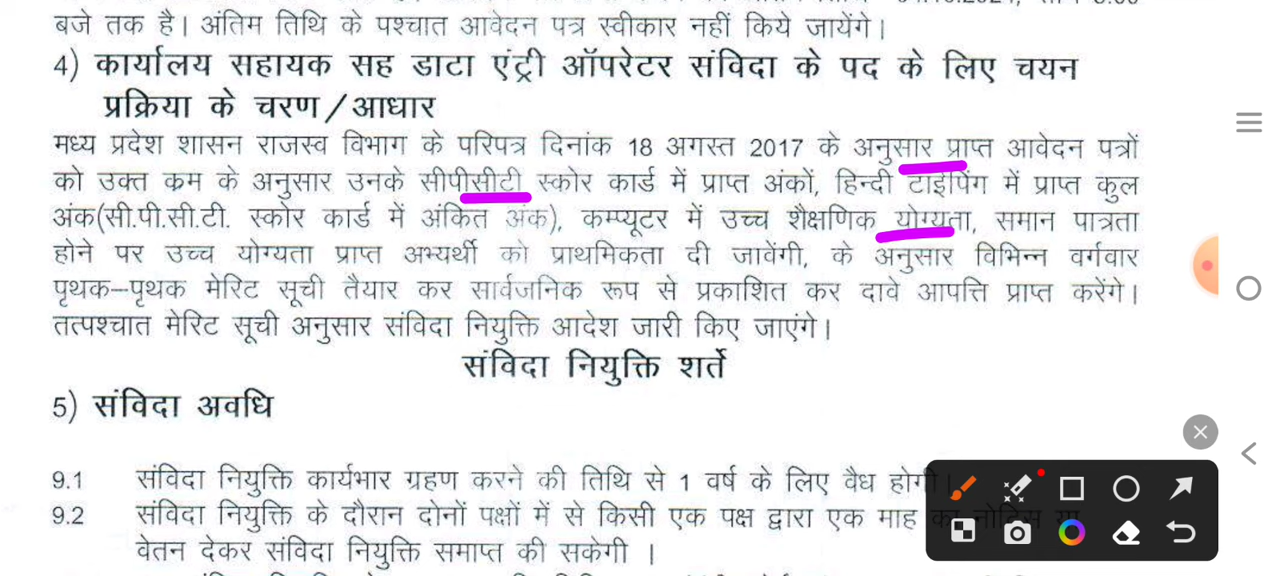 बजे तक है। अंतिम तिथि के पश्चात आवेदन पत्र स्वीकार नहीं किये जायेंगे।
4) कार्यालय सहायक सह डाटा एंट्री ऑपरेटर संविदा के पद के लिए चयन
प्रक्रिया के चरण/आधार
मध्य प्रदेश शासन राजस्व विभाग के परिपत्र दिनांक 18 अगस्त 2017 के अनुसार प्राप्त आवेदन पत्रों
को उक्त क्रम के अनुसार उनके सीपीसीटी स्कोर कार्ड में प्राप्त अंकों, हिन्दी टाईपिंग में प्राप्त कुल
अंक(सी.पी.सी.टी. स्कोर कार्ड में अंकित अंक), कम्प्यूटर में उच्च शैक्षणिक योग्यता, समान पात्रता
होने पर उच्च योग्यता प्राप्त अभ्यर्थी को प्राथमिकता दी जावेंगी, के अनुसार विभिन्न वर्गवार
पृथक–पृथक मेरिट सूची तैयार कर सार्वजनिक रूप से प्रकाशित कर दावे आपत्ति प्राप्त करेंगे।
तत्पश्चात मेरिट सूची अनुसार संविदा नियुक्ति आदेश जारी किए जाएंगे।
संविदा नियुक्ति शर्ते
5) संविदा अवधि
9.1 संविदा नियुक्ति कार्यभार ग्रहण करने की तिथि से 1 वर्ष के लिए वैध होगी।
9.2 संविदा नियुक्ति के दौरान दोनों पक्षों में से किसी एक पक्ष द्वारा एक माह का नोटिस या
वेतन देकर संविदा नियुक्ति समाप्त की सकेगी ।